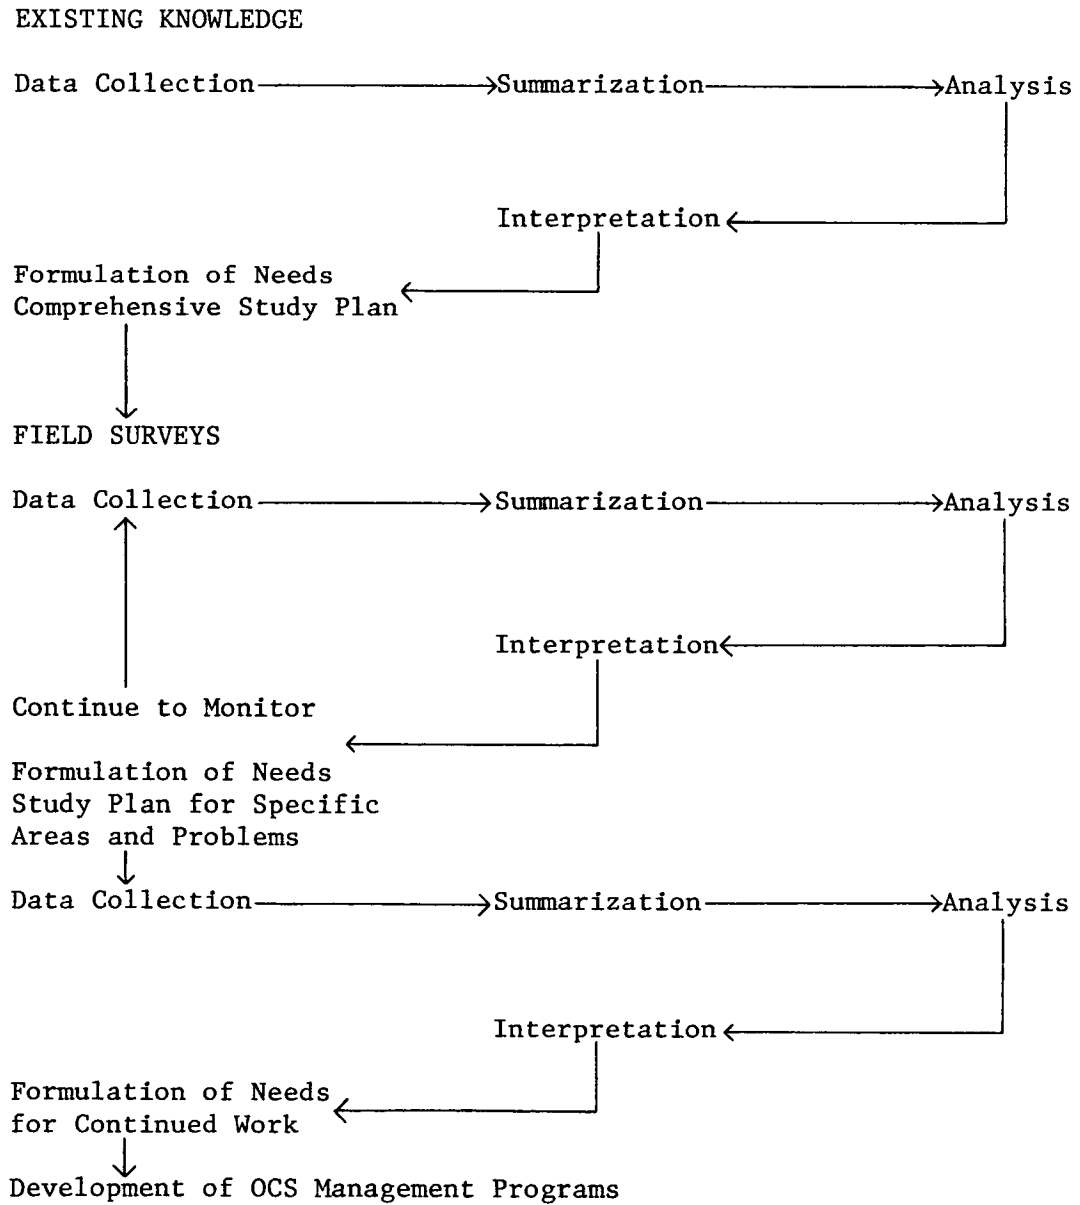 EXISTING KNOWLEDGE
Data Collection Summarization Analysis
Interpretation
Formulation of Needs
Comprehensive Study Plan
FIELD SURVEYS
Data Collection Summarization Analysis
Interpretation
Continue to Monitor
Formulation of Needs
Study Plan for Specific
Areas and Problems
Data Collection Summarization Analysis
Interpretation
Formulation of Needs
for Continued Work
Development of OCS Management Programs